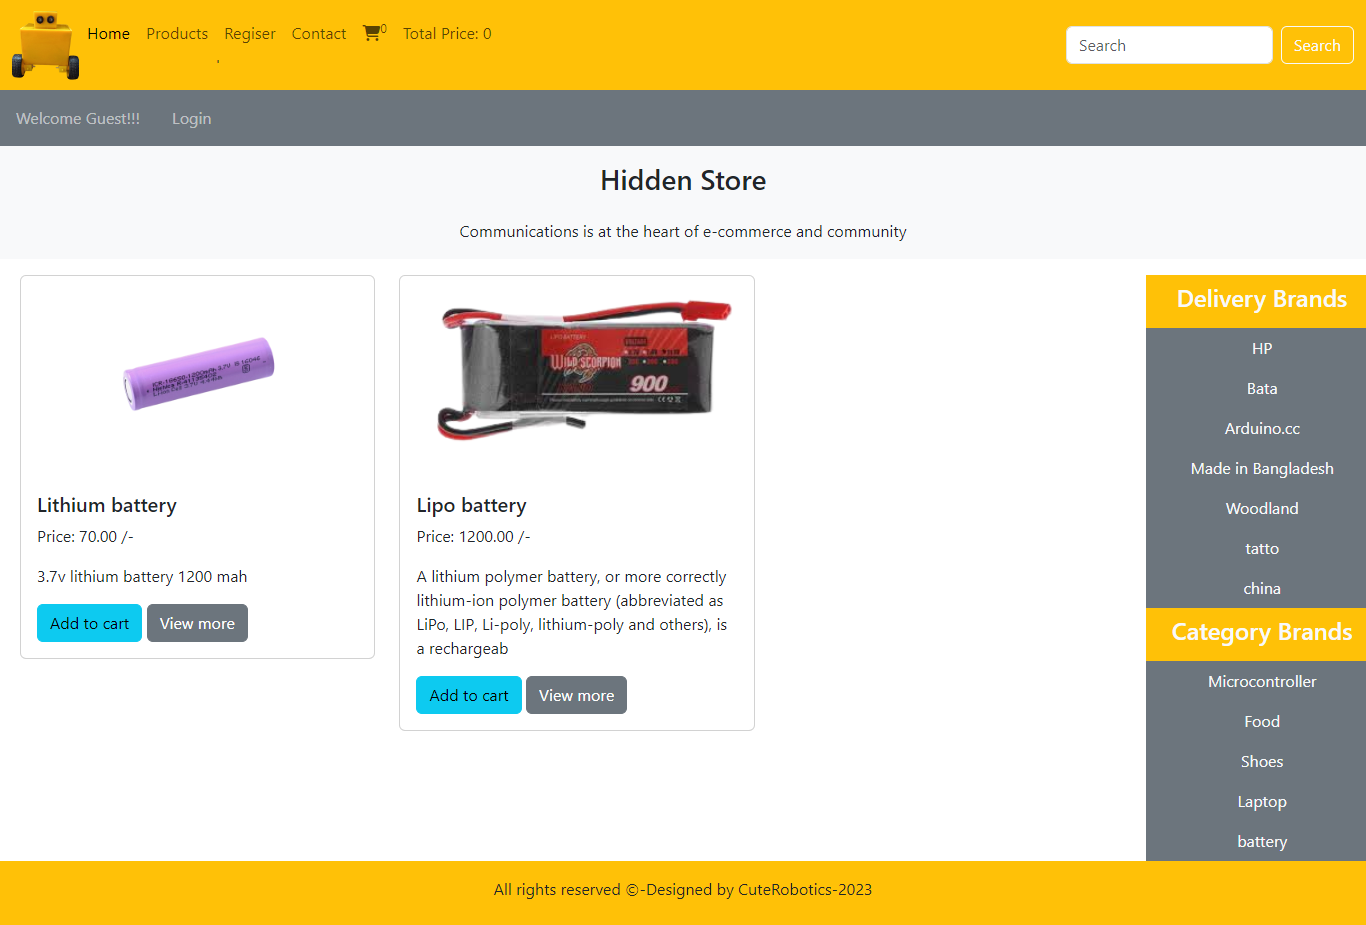 Home Products Regiser Contact 0 Total Price: 0
Search Search
Welcome Guest!!! Login
Hidden Store
Communications is at the heart of e-commerce and community
LIPO BATTERY
WILD SCORPION
900
Lithium battery
Price: 70.00 /-
3.7v lithium battery 1200 mah
Add to cart View more
Lipo battery
Price: 1200.00 /-
A lithium polymer battery, or more correctly
lithium-ion polymer battery (abbreviated as
LiPo, LIP, Li-poly, lithium-poly and others), is
a rechargeab
Add to cart View more
Delivery Brands
HP
Bata
Arduino.cc
Made in Bangladesh
Woodland
tatto
china
Category Brands
Microcontroller
Food
Shoes
Laptop
battery
All rights reserved ©-Designed by CuteRobotics-2023